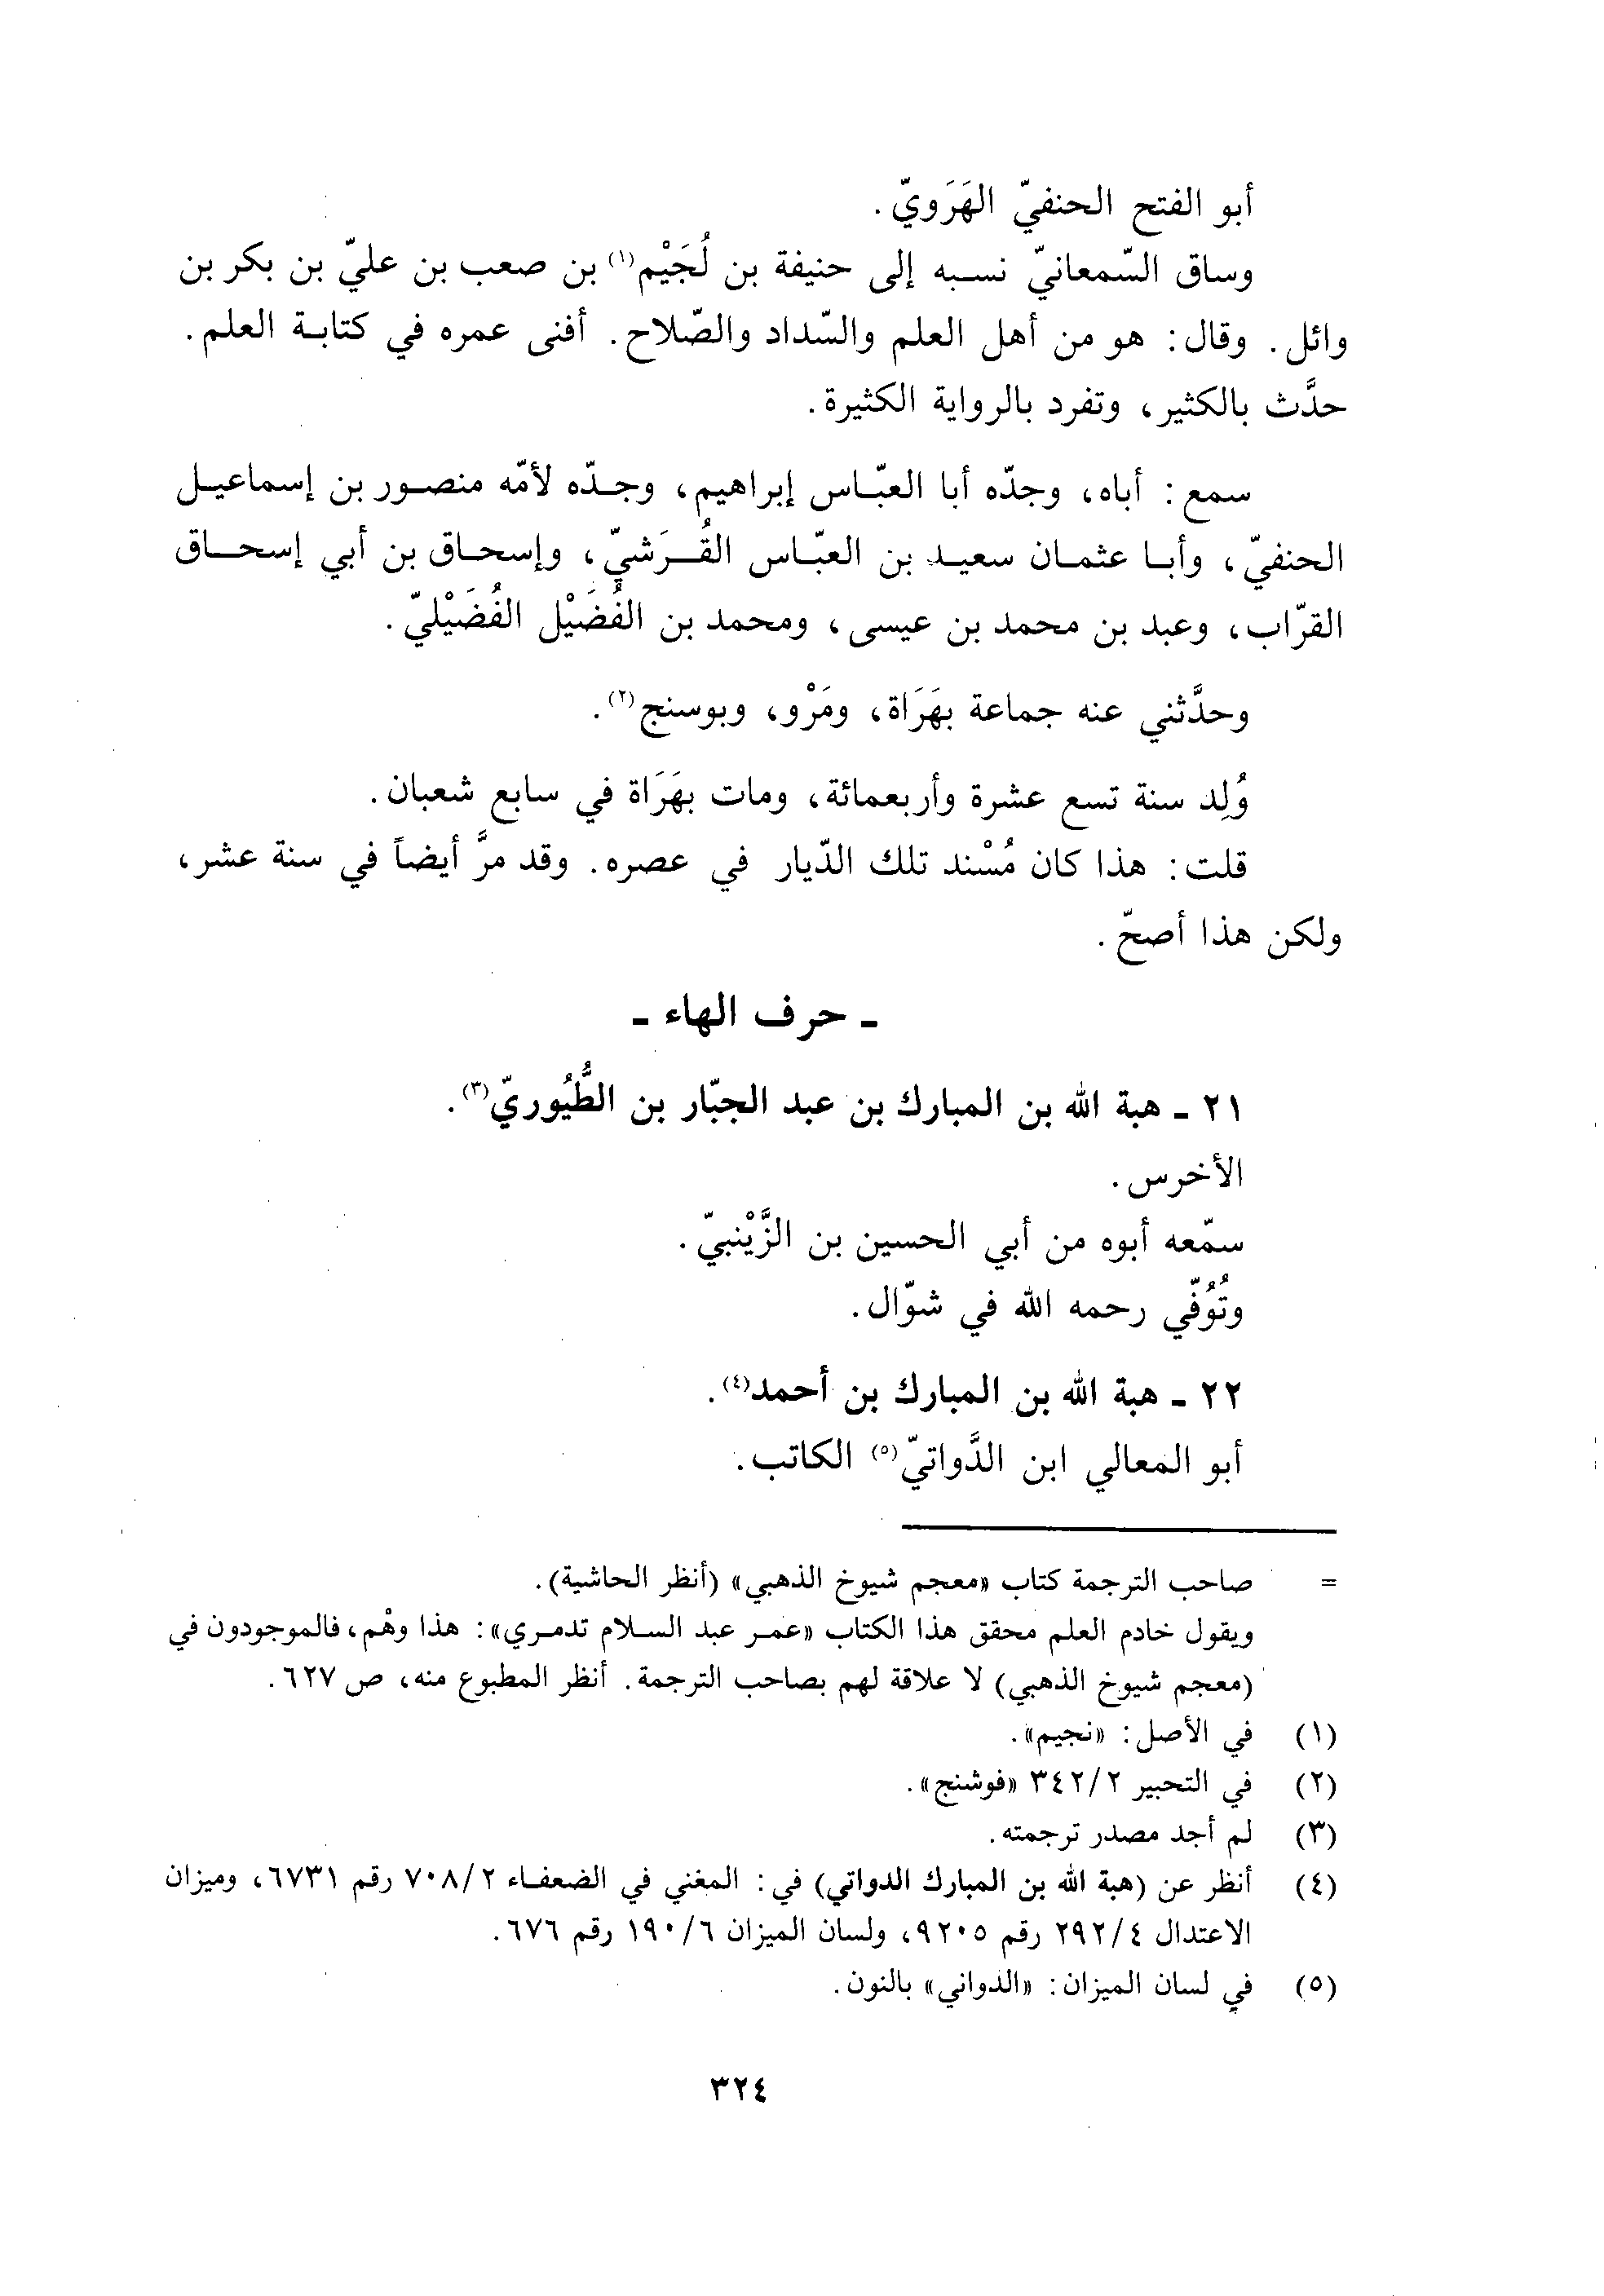 أبو الفتح الحنفيّ الهَرَويّ.
وساق السّمعانيّ نسبه إلى حنيفة بن لُجَيْم(١) بن صعب بن عليّ بن بكر بن
وائل. وقال: هو من أهل العلم والسّداد والصّلاح. أفنى عمره في كتابة العلم.
حدَّث بالكثير، وتفرد بالرواية الكثيرة.
سمع: أباه، وجدّه أبا العبّاس إبراهيم، وجدّه لأمّه منصور بن إسماعيل
الحنفيّ، وأبا عثمان سعيد بن العبّاس القُرَشيّ، وإسحاق بن أبي إسحاق
القرّاب، وعبد بن محمد بن عيسى، ومحمد بن الفُضَيْل الفُضَيْليّ.
وحدَّثني عنه جماعة بهَرَاة، ومَرْو، وبوسنج(٢).
وُلِد سنة تسع عشرة وأربعمائة، ومات بهَرَاة في سابع شعبان.
قلت: هذا كان مُسْند تلك الدّيار في عصره. وقد مرَّ أيضاً في سنة عشر،
ولكن هذا أصحّ.
ـ حرف الهاء ـ
٢١ ـ هبة الله بن المبارك بن عبد الجبّار بن الطُّيُوريّ(٣).
الأخرس.
سمّعه أبوه من أبي الحسين بن الزَّيْنبيّ.
وتُوُفّي رحمه الله في شوّال.
٢٢ ـ هبة الله بن المبارك بن أحمد(٤).
أبو المعالي ابن الدَّواتيّ(٥) الكاتب.
= صاحب الترجمة كتاب «معجم شيوخ الذهبي» (أنظر الحاشية).
ويقول خادم العلم محقق هذا الكتاب «عمر عبد السلام تدمري»: هذا وهْم، فالموجودون في
(معجم شيوخ الذهبي) لا علاقة لهم بصاحب الترجمة. أنظر المطبوع منه، ص ٦٢٧.
(١) في الأصل: «نجيم».
(٢) في التحبير ٣٤٢/٢ «فوشنج».
(٣) لم أجد مصدر ترجمته.
(٤) أنظر عن (هبة الله بن المبارك الدواتي) في: المغني في الضعفاء ٧٠٨/٢ رقم ٦٧٣١، وميزان
الاعتدال ٢٩٢/٤ رقم ٩٢٠٥، ولسان الميزان ١٩٠/٦ رقم ٦٧٦.
(٥) في لسان الميزان: «الدواني» بالنون.
٣٢٤